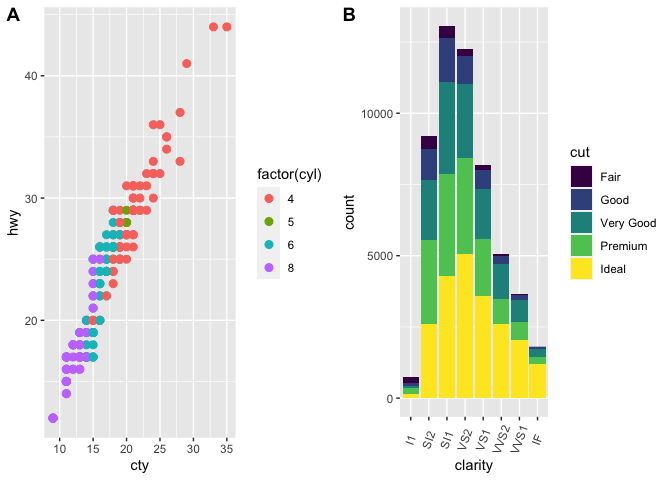 A
hwy
40
30
20
10 15 20 25 30 35
cty
factor(cyl)
4
5
6
8
B
count
10000
5000
0
I1 SI2 SI1 VS2 VS1 VVS2 VVS1 IF
clarity
cut
Fair
Good
Very Good
Premium
Ideal